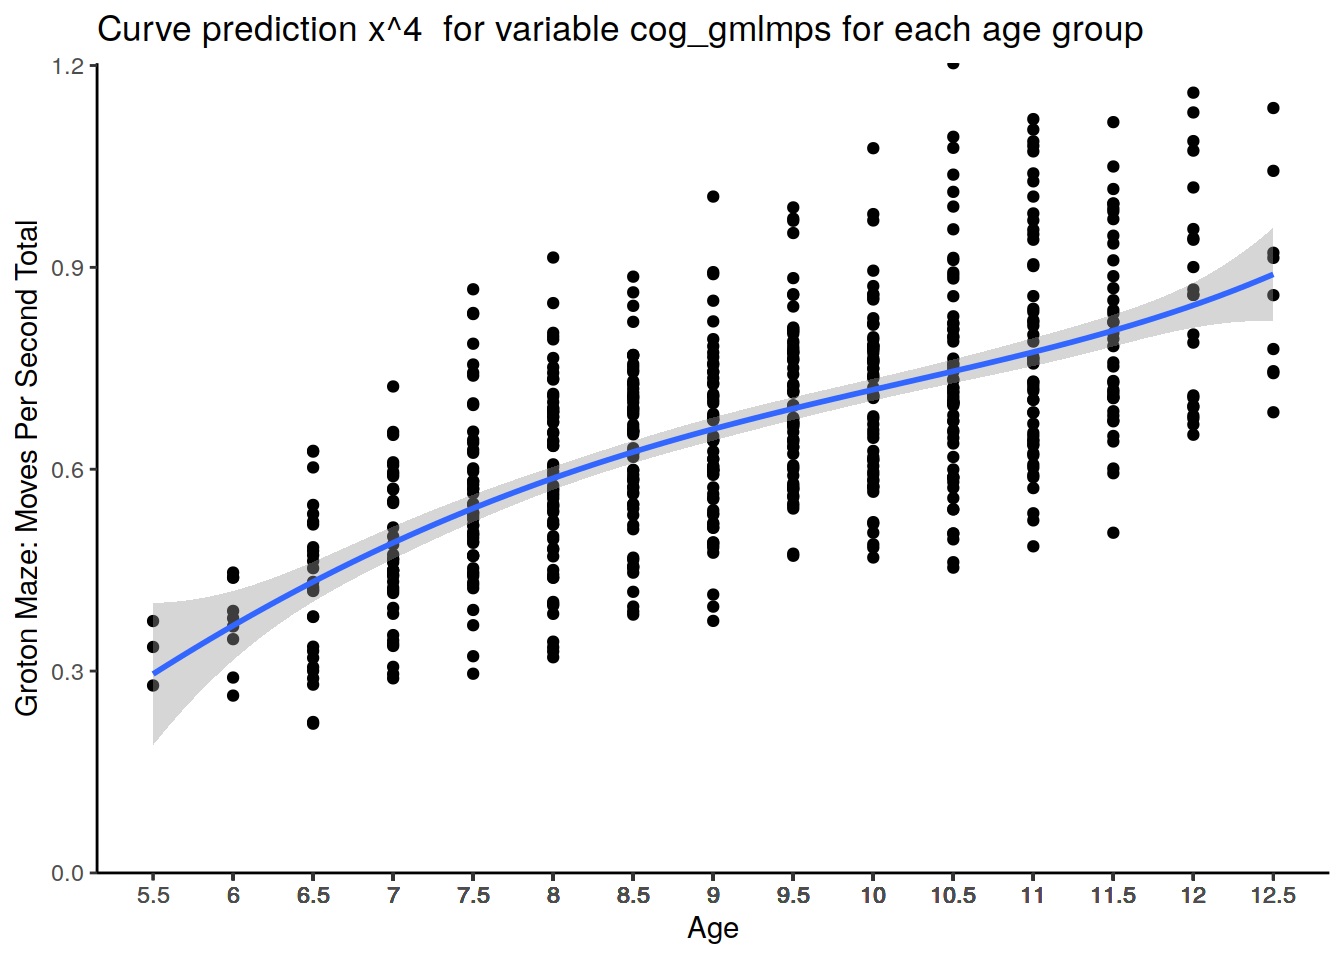 Curve prediction x^4  for variable cog_gmlmps for each age group
Groton Maze: Moves Per Second Total
1.2
0.9
0.6
0.3
0.0
5.5 6 6.5 7 7.5 8 8.5 9 9.5 10 10.5 11 11.5 12 12.5
Age